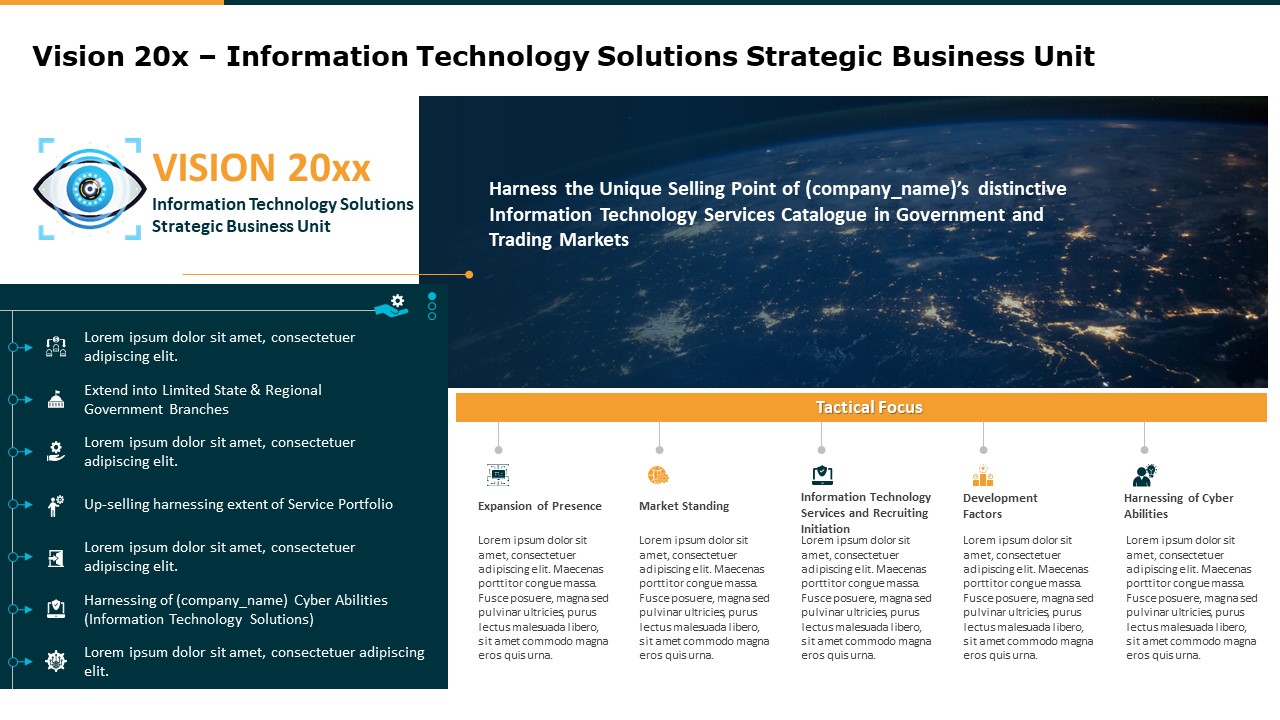 Vision 20x – Information Technology Solutions Strategic Business Unit
VISION 20xx
Information Technology Solutions
Strategic Business Unit
Harness the Unique Selling Point of (company_name)’s distinctive
Information Technology Services Catalogue in Government and
Trading Markets
Lorem ipsum dolor sit amet, consectetuer
adipiscing elit.
Extend into Limited State & Regional
Government Branches
Lorem ipsum dolor sit amet, consectetuer
adipiscing elit.
Up-selling harnessing extent of Service Portfolio
Lorem ipsum dolor sit amet, consectetuer
adipiscing elit.
Harnessing of (company_name) Cyber Abilities
(Information Technology Solutions)
Lorem ipsum dolor sit amet, consectetuer adipiscing
elit.
Tactical Focus
Expansion of Presence
Lorem ipsum dolor sit
amet, consectetuer
adipiscing elit. Maecenas
porttitor congue massa.
Fusce posuere, magna sed
pulvinar ultricies, purus
lectus malesuada libero,
sit amet commodo magna
eros quis urna.
Market Standing
Lorem ipsum dolor sit
amet, consectetuer
adipiscing elit. Maecenas
porttitor congue massa.
Fusce posuere, magna sed
pulvinar ultricies, purus
lectus malesuada libero,
sit amet commodo magna
eros quis urna.
Information Technology
Services and Recruiting
Initiation
Lorem ipsum dolor sit
amet, consectetuer
adipiscing elit. Maecenas
porttitor congue massa.
Fusce posuere, magna sed
pulvinar ultricies, purus
lectus malesuada libero,
sit amet commodo magna
eros quis urna.
Development
Factors
Lorem ipsum dolor sit
amet, consectetuer
adipiscing elit. Maecenas
porttitor congue massa.
Fusce posuere, magna sed
pulvinar ultricies, purus
lectus malesuada libero,
sit amet commodo magna
eros quis urna.
Harnessing of Cyber
Abilities
Lorem ipsum dolor sit
amet, consectetuer
adipiscing elit. Maecenas
porttitor congue massa.
Fusce posuere, magna sed
pulvinar ultricies, purus
lectus malesuada libero,
sit amet commodo magna
eros quis urna.